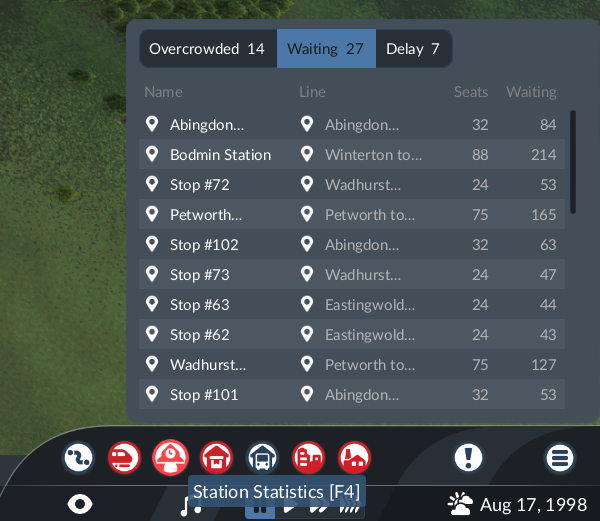 Overcrowded 14 Waiting 27 Delay 7
Name Line Seats Waiting
Abingdon... Abingdon... 32 84
Bodmin Station Winterton to... 88 214
Stop #72 Wadhurst... 24 53
Petworth... Petworth to... 75 165
Stop #102 Abingdon... 32 63
Stop #73 Wadhurst... 24 47
Stop #63 Eastingwold... 24 44
Stop #62 Eastingwold... 24 43
Wadhurst... Petworth to... 75 127
Stop #101 Abingdon... 32 53
Station Statistics [F4]
Aug 17, 1998